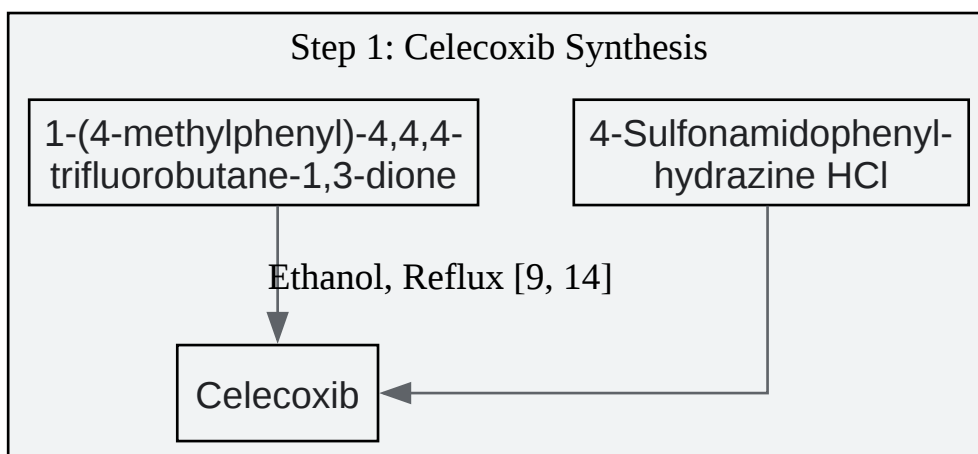 Step 1: Celecoxib Synthesis
1-(4-methylphenyl)-4,4,4-
trifluorobutane-1,3-dione
4-Sulfonamidophenyl-
hydrazine HCl
Ethanol, Reflux [9, 14]
Celecoxib